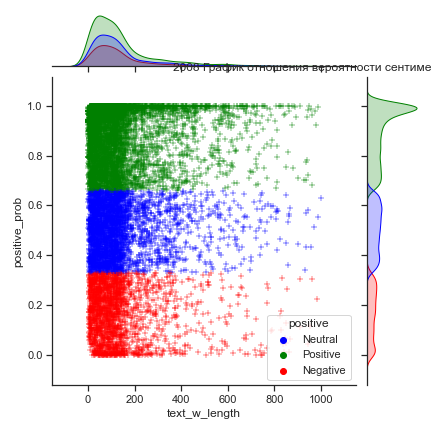 2008 График отношения вероятности сентиме
1.0
0.8
0.6
0.4
0.2
0.0
positive_prob
0
200
400
600
800
1000
text_w_length
positive
Neutral
Positive
Negative